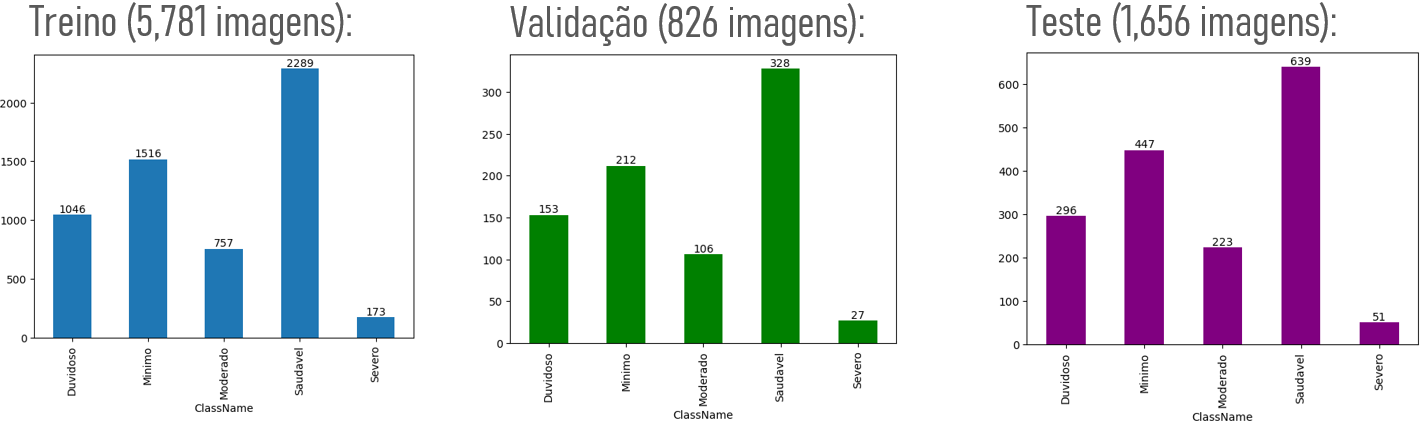 Treino (5,781 imagens):
2289
2000
1516
1500
1046
1000
757
500
173
0
Duvidoso
Minimo
Moderado
Saudavel
Severo
ClassName
Validação (826 imagens):
328
300
250
212
200
153
150
106
100
50
27
0
Duvidoso
Minimo
Moderado
Saudavel
Severo
ClassName
Teste (1,656 imagens):
639
600
500
447
400
296
300
223
200
100
51
0
Duvidoso
Minimo
Moderado
Saudavel
Severo
ClassName